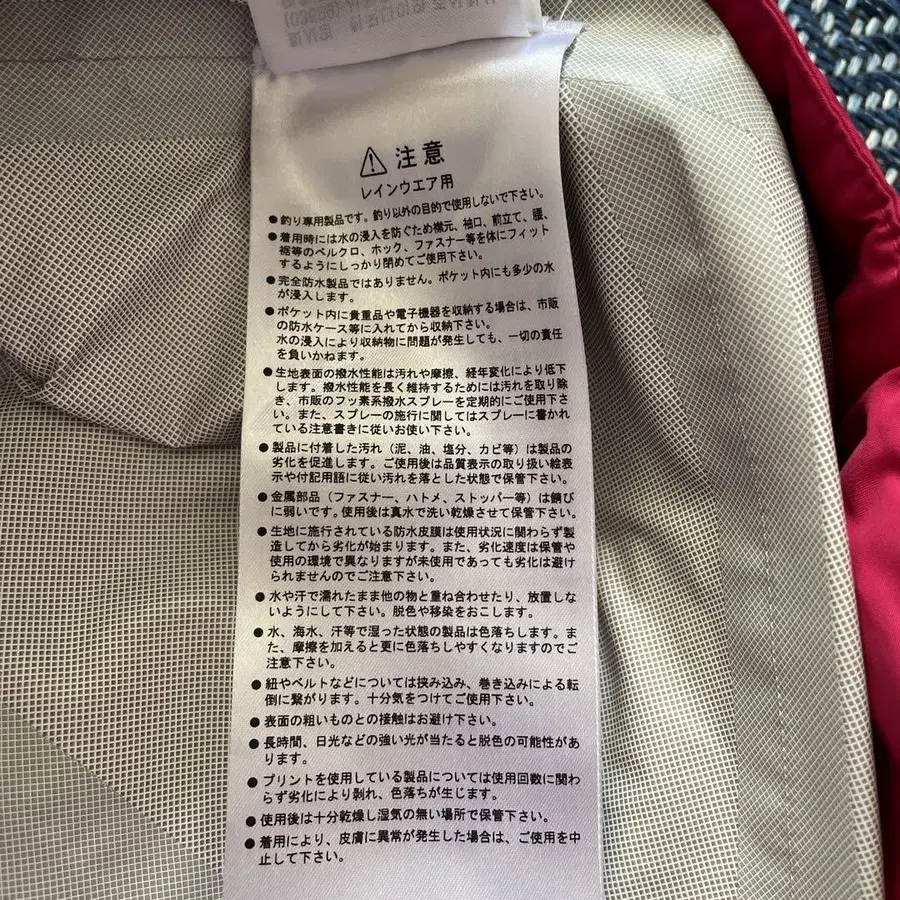 ⚠注意
レインウエア用
●釣り専用製品です。釣り以外の目的で使用しないで下さい。
●着用時には水の浸入を防ぐため襟元、袖口、前立て、腰、
裾等のベルクロ、ホック、ファスナー等を体にフィット
するようにしっかり閉めてご使用下さい。
●完全防水製品ではありません。ポケット内にも多少の水
が浸入します。
●ポケット内に貴重品や電子機器を収納する場合は、市販
の防水ケース等に入れてから収納下さい。
水の浸入により収納物に問題が発生しても、一切の責任
を負いかねます。
●生地表面の撥水性能は汚れや摩擦、経年変化により低下
します。撥水性能を長く維持するためには汚れを取り除
き、市販のフッ素系撥水スプレーを定期的にご使用下さ
い。また、スプレーの施行に関してはスプレーに書かれ
ている注意書きに従いお使い下さい。
●製品に付着した汚れ（泥、油、塩分、カビ等）は製品の
劣化を促進します。ご使用後は品質表示の取り扱い絵表
示や付記用語に従い汚れを落とした状態で保管下さい。
●金属部品（ファスナー、ハトメ、ストッパー等）は錆び
に弱いです。使用後は真水で洗い乾燥させて保管下さい。
●生地に施行されている防水皮膜は使用状況に関わらず製
造してから劣化が始まります。また、劣化速度は保管や
使用の環境で異なりますが未使用であっても劣化は避け
られませんのでご注意下さい。
●水や汗で濡れたまま他の物と重ね合わせたり、放置しな
いようにして下さい。脱色や移染をおこします。
●水、海水、汗等で湿った状態の製品は色落ちします。ま
た、摩擦を加えると更に色落ちしやすくなりますのでご
注意下さい。
●紐やベルトなどについては挟み込み、巻き込みによる転
倒に繋がります。十分気をつけてご使用下さい。
●表面の粗いものとの接触はお避け下さい。
●長時間、日光などの強い光が当たると脱色の可能性があ
ります。
●プリントを使用している製品については使用回数に関わ
らず劣化により剥れ、色落ちが生じます。
●使用後は十分乾燥し湿気の無い場所で保管下さい。
●着用により、皮膚に異常が発生した場合は、ご使用を中
止して下さい。